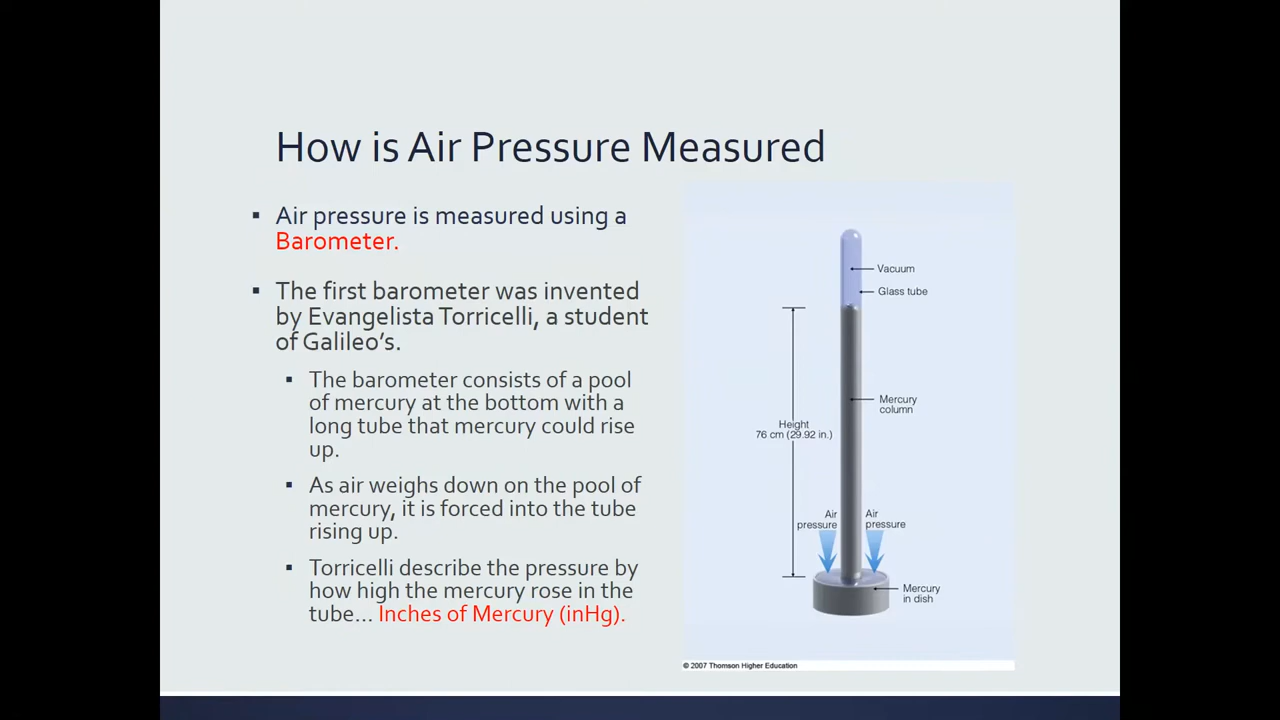 How is Air Pressure Measured
▪ Air pressure is measured using a
Barometer.
▪ The first barometer was invented
by Evangelista Torricelli, a student
of Galileo’s.
▪ The barometer consists of a pool
of mercury at the bottom with a
long tube that mercury could rise
up.
▪ As air weighs down on the pool of
mercury, it is forced into the tube
rising up.
▪ Torricelli describe the pressure by
how high the mercury rose in the
tube… Inches of Mercury (inHg).
Vacuum
Glass tube
Mercury
column
Height
76 cm (29.92 in.)
Air
pressure
Air
pressure
Mercury
in dish
© 2007 Thomson Higher Education